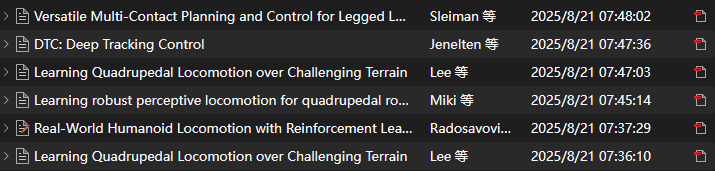 Versatile Multi-Contact Planning and Control for Legged L... Sleiman 等 2025/8/21 07:48:02
DTC: Deep Tracking Control Jenelten 等 2025/8/21 07:47:36
Learning Quadrupedal Locomotion over Challenging Terrain Lee 等 2025/8/21 07:47:03
Learning robust perceptive locomotion for quadrupedal ro... Miki 等 2025/8/21 07:45:14
Real-World Humanoid Locomotion with Reinforcement Lea... Radosavovi... 2025/8/21 07:37:29
Learning Quadrupedal Locomotion over Challenging Terrain Lee 等 2025/8/21 07:36:10